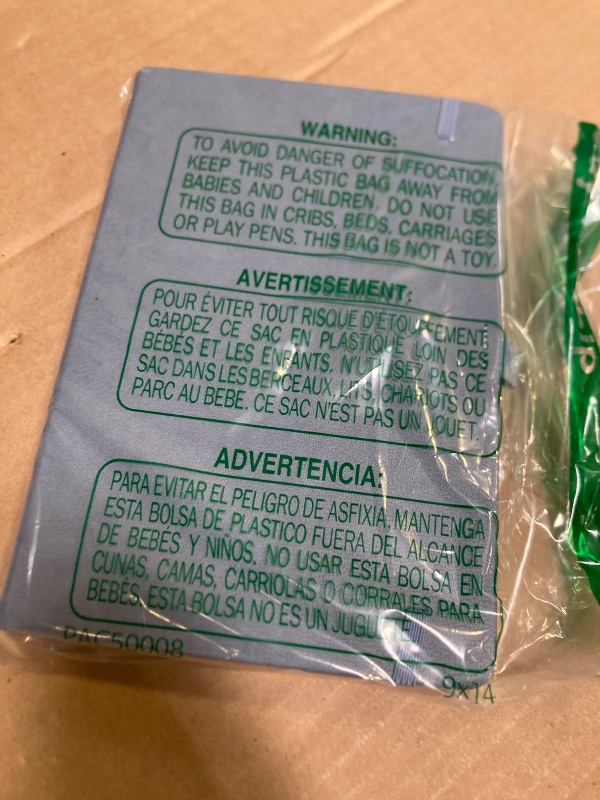 WARNING:
TO AVOID DANGER OF SUFFOCATION
KEEP THIS PLASTIC BAG AWAY FROM
BABIES AND CHILDREN. DO NOT USE
THIS BAG IN CRIBS, BEDS, CARRIAGES
OR PLAY PENS. THIS BAG IS NOT A TOY.
AVERTISSEMENT:
POUR ÉVITER TOUT RISQUE D'ÉTOUFFEMENT
GARDEZ CE SAC EN PLASTIQUE LOIN DES
BÉBÉS ET LES ENFANTS. N'UTILISEZ PAS CE
SAC DANS LES BERCEAUX, LITS, CHARIOTS OU
PARC AU BEBE. CE SAC N'EST PAS UN JOUET.
ADVERTENCIA:
PARA EVITAR EL PELIGRO DE ASFIXIA, MANTENGA
ESTA BOLSA DE PLASTICO FUERA DEL ALCANCE
DE BEBÉS Y NIÑOS. NO USAR ESTA BOLSA EN
CUNAS, CAMAS, CARRIOLAS O CORRALES PARA
BEBÉS. ESTA BOLSA NO ES UN JUGUETE.
PAC50008
9x14